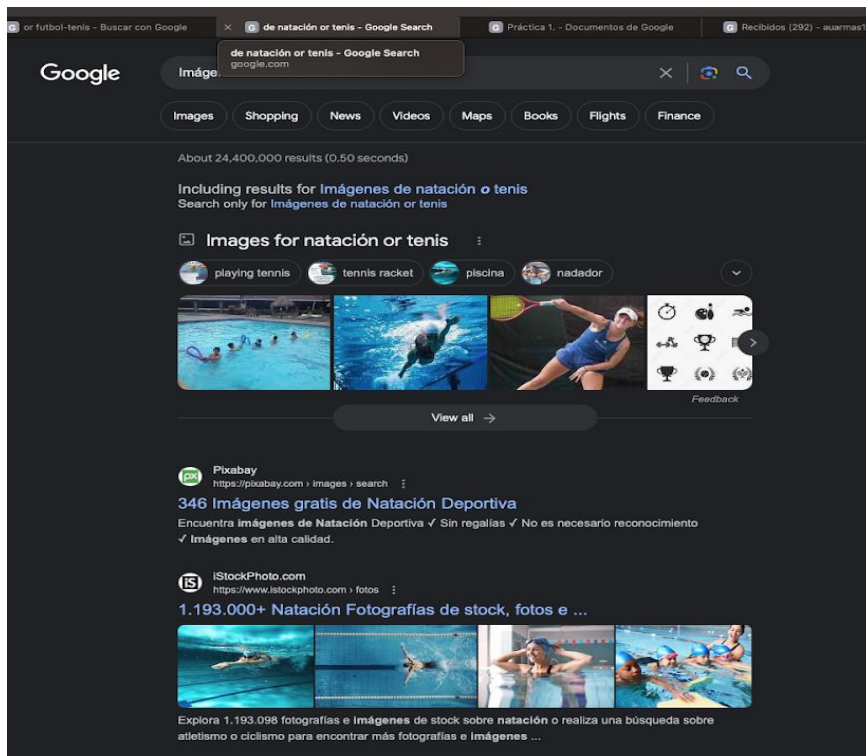 or futbol-tenis - Buscar con Google
de natación or tenis - Google Search
Práctica 1. - Documentos de Google
Recibidos (292) - auarmas1
de natación or tenis - Google Search
google.com
Google
Imáge
Images
Shopping
News
Videos
Maps
Books
Flights
Finance
About 24,400,000 results (0.50 seconds)
Including results for Imágenes de natación o tenis
Search only for Imágenes de natación or tenis
Images for natación or tenis
playing tennis
tennis racket
piscina
nadador
Feedback
View all
px
Pixabay
https://pixabay.com › images › search
346 Imágenes gratis de Natación Deportiva
Encuentra imágenes de Natación Deportiva ✓ Sin regalías ✓ No es necesario reconocimiento
✓ Imágenes en alta calidad.
iS
iStockPhoto.com
https://www.istockphoto.com › fotos
1.193.000+ Natación Fotografías de stock, fotos e ...
Explora 1.193.098 fotografías e imágenes de stock sobre natación o realiza una búsqueda sobre
atletismo o ciclismo para encontrar más fotografías e imágenes ...